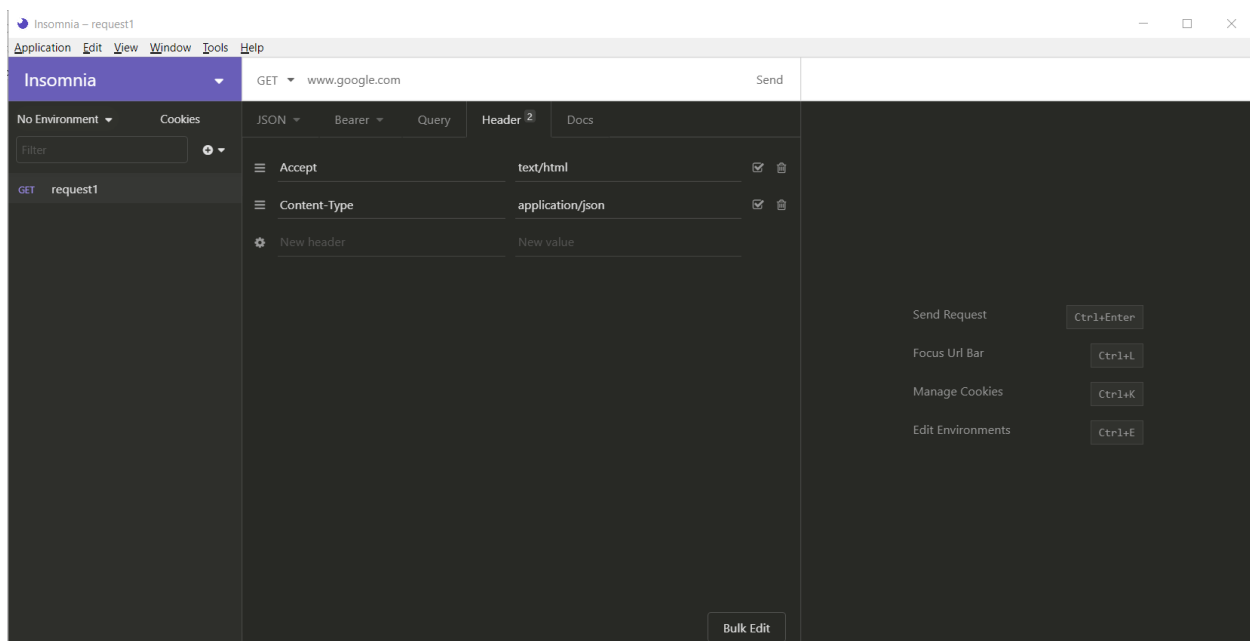 Insomnia – request1
Application Edit View Window Tools Help
Insomnia
GET www.google.com Send
No Environment Cookies
JSON Bearer Query Header 2 Docs
Filter
Accept text/html
GET request1
Content-Type application/json
New header New value
Send Request Ctrl+Enter
Focus Url Bar Ctrl+L
Manage Cookies Ctrl+K
Edit Environments Ctrl+E
Bulk Edit